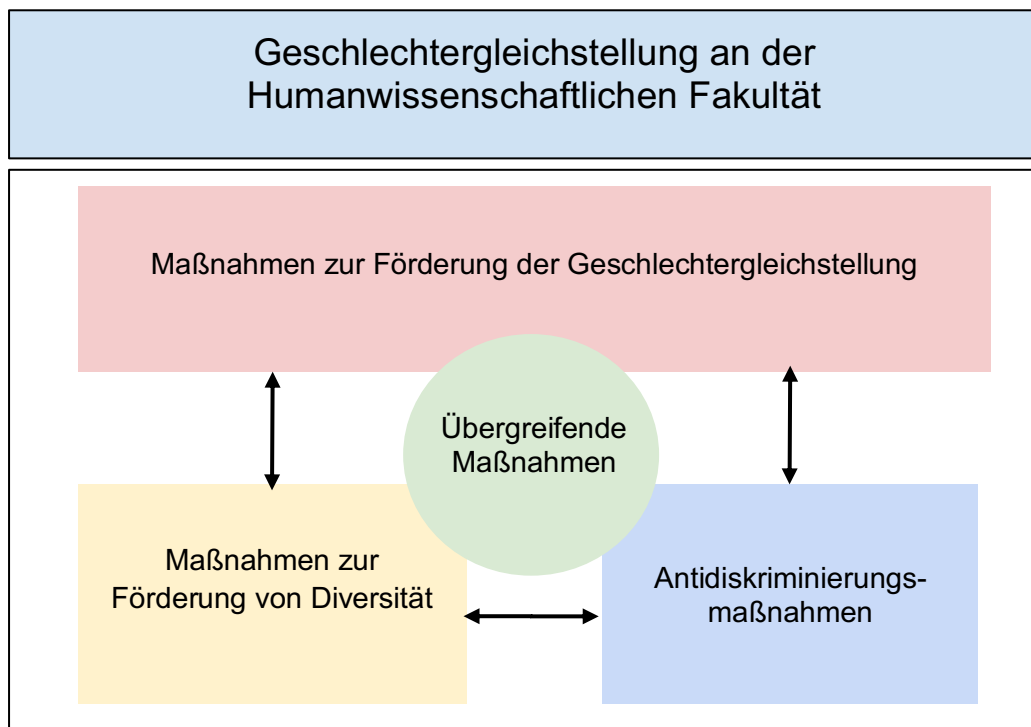 Geschlechtergleichstellung an der
Humanwissenschaftlichen Fakultät
Maßnahmen zur Förderung der Geschlechtergleichstellung
Übergreifende
Maßnahmen
Maßnahmen zur
Förderung von Diversität
Antidiskriminierungs-
maßnahmen